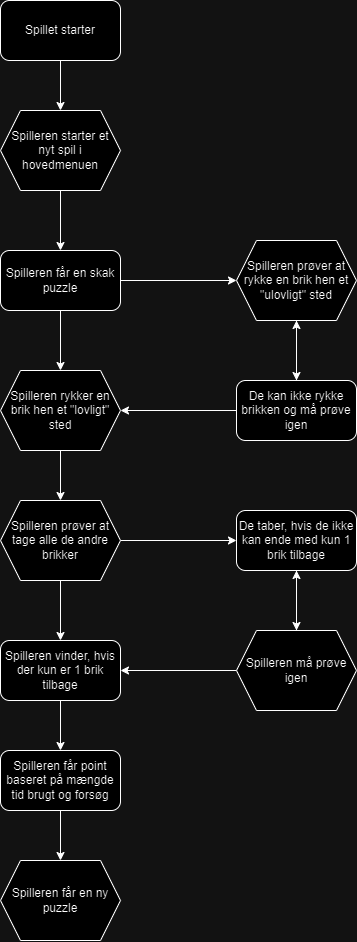 Spillet starter
Spilleren starter et
nyt spil i
hovedmenuen
Spilleren får en skak
puzzle
Spilleren prøver at
rykke en brik hen et
"ulovligt" sted
De kan ikke rykke
brikken og må prøve
igen
Spilleren rykker en
brik hen et "lovligt"
sted
Spilleren prøver at
tage alle de andre
brikker
De taber, hvis de ikke
kan ende med kun 1
brik tilbage
Spilleren må prøve
igen
Spilleren vinder, hvis
der kun er 1 brik
tilbage
Spilleren får point
baseret på mængde
tid brugt og forsøg
Spilleren får en ny
puzzle